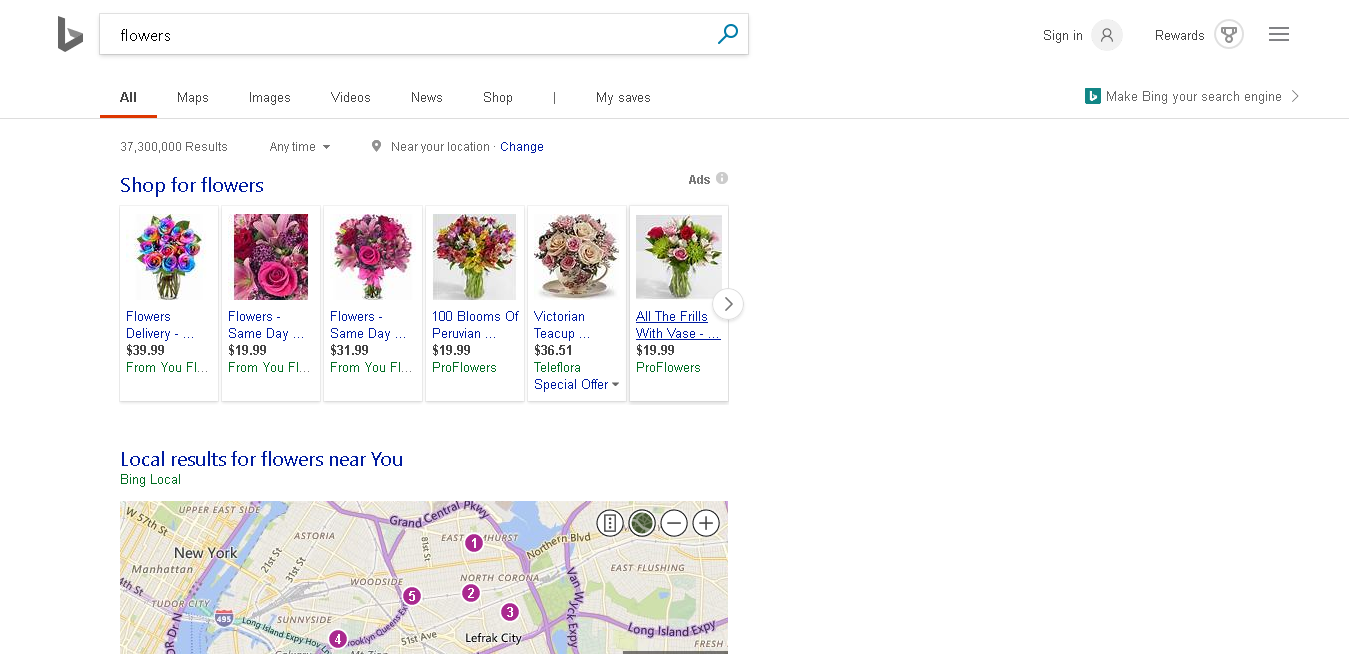 flowers
Sign in
Rewards
All
Maps
Images
Videos
News
Shop
|
My saves
Make Bing your search engine
37,300,000 Results
Any time
Near your location · Change
Shop for flowers
Ads
Flowers
Delivery - ...
$39.99
From You Fl...
Flowers -
Same Day ...
$19.99
From You Fl...
Flowers -
Same Day ...
$31.99
From You Fl...
100 Blooms Of
Peruvian ...
$19.99
ProFlowers
Victorian
Teacup ...
$36.51
Teleflora
Special Offer
All The Frills
With Vase - ...
$19.99
ProFlowers
Local results for flowers near You
Bing Local
UPPER EAST SIDE
W 57th St
Grand Central Pkwy
ASTORIA
81st St
EAST
MHURST
1
Northern Blvd
New York
21st St
31st St
Manhattan
WOODSIDE
NORTH CORONA
EAST FLUSHING
4th St
5
2
Van Wyck Expy
TUDOR CITY
3
495
SUNNYSIDE
Long Island Expy
Long Island Expy Hov
4
Brooklyn Queens Ex
51st Ave
Lefrak City
FRESH
OR Dr N